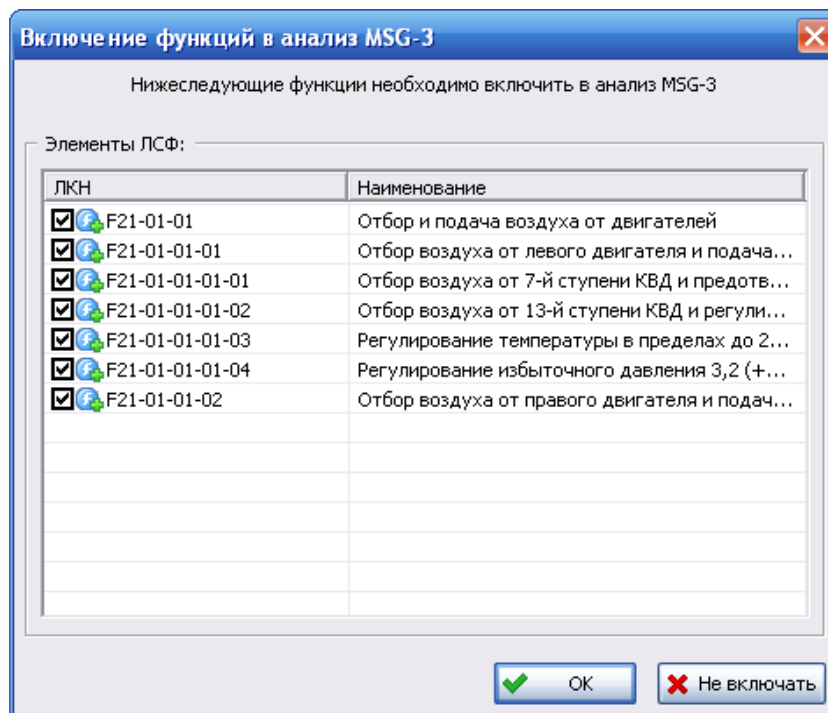 Включение функций в анализ MSG-3
Нижеследующие функции необходимо включить в анализ MSG-3
Элементы ЛСФ:
ЛКН Наименование
F21-01-01 Отбор и подача воздуха от двигателей
F21-01-01-01 Отбор воздуха от левого двигателя и подача...
F21-01-01-01-01 Отбор воздуха от 7-й ступени КВД и предотв...
F21-01-01-01-02 Отбор воздуха от 13-й ступени КВД и регули...
F21-01-01-01-03 Регулирование температуры в пределах до 2...
F21-01-01-01-04 Регулирование избыточного давления 3,2 (+...
F21-01-01-02 Отбор воздуха от правого двигателя и подач...
OK Не включать